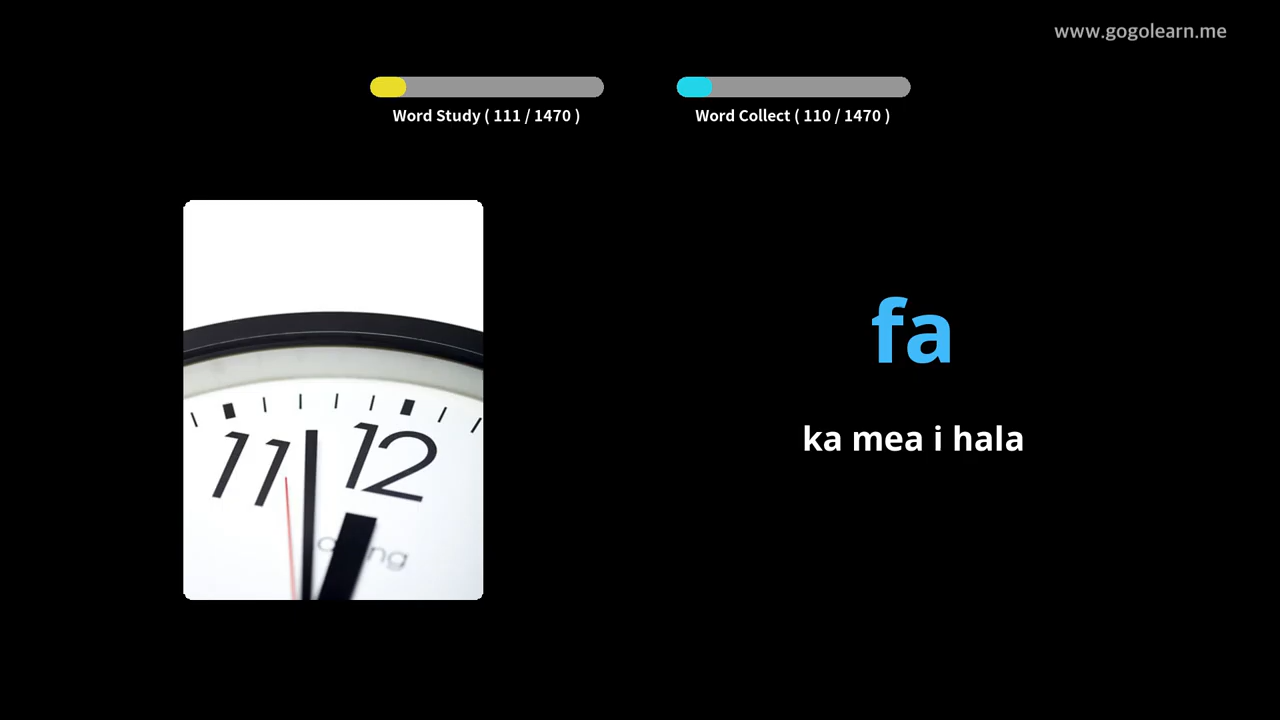 www.gogolearn.me
Word Study ( 111 / 1470 )
Word Collect ( 110 / 1470 )
11
12
fa
ka mea i hala